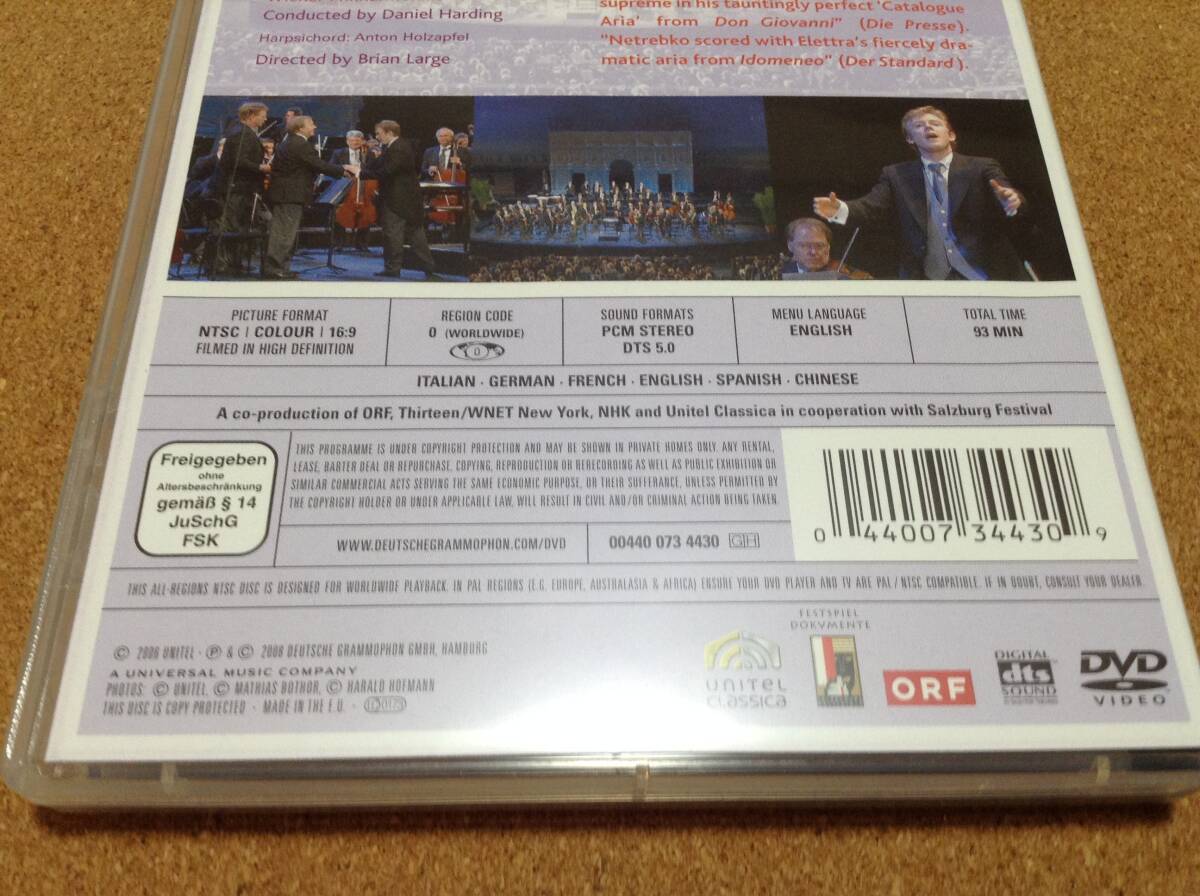 Conducted by Daniel Harding
Harpsichord: Anton Holzapfel
Directed by Brian Large
supreme in his tauntingly perfect 'Catalogue
Aria' from Don Giovanni" (Die Presse).
"Netrebko scored with Elettra's fiercely dra-
matic aria from Idomeneo" (Der Standard).
PICTURE FORMAT
NTSC | COLOUR | 16:9
FILMED IN HIGH DEFINITION
REGION CODE
0 (WORLDWIDE)
0
SOUND FORMATS
PCM STEREO
DTS 5.0
MENU LANGUAGE
ENGLISH
TOTAL TIME
93 MIN
ITALIAN · GERMAN · FRENCH · ENGLISH · SPANISH · CHINESE
A co-production of ORF, Thirteen/WNET New York, NHK and Unitel Classica in cooperation with Salzburg Festival
Freigegeben
ohne
Altersbeschränkung
gemäß § 14
JuSchG
FSK
THIS PROGRAMME IS UNDER COPYRIGHT PROTECTION AND MAY BE SHOWN IN PRIVATE HOMES ONLY. ANY RENTAL,
LEASE, BARTER DEAL OR REPURCHASE, COPYING, REPRODUCTION OR RERECORDING AS WELL AS PUBLIC EXHIBITION OR
SIMILAR COMMERCIAL ACTS SERVING THE SAME ECONOMIC PURPOSE, OR THEIR SUFFERANCE, UNLESS PERMITTED BY
THE COPYRIGHT HOLDER OR UNDER APPLICABLE LAW, WILL RESULT IN CIVIL AND/OR CRIMINAL ACTION BEING TAKEN.
WWW.DEUTSCHEGRAMMOPHON.COM/DVD
00440 073 4430 GH
0 44007 34430 9
THIS ALL-REGIONS NTSC DISC IS DESIGNED FOR WORLDWIDE PLAYBACK. IN PAL REGIONS (E.G. EUROPE, AUSTRALASIA & AFRICA) ENSURE YOUR DVD PLAYER AND TV ARE PAL / NTSC COMPATIBLE. IF IN DOUBT, CONSULT YOUR DEALER
© 2006 UNITEL · ℗ & © 2008 DEUTSCHE GRAMMOPHON GMBH, HAMBURG
A UNIVERSAL MUSIC COMPANY
PHOTOS: © UNITEL, © MATHIAS BOTHOR, © HARALD HOFMANN
THIS DISC IS COPY PROTECTED · MADE IN THE E.U. ·
UNITEL
CLASSICA
FESTSPIEL
DOKVMENTE
ORF
DIGITAL
dts
SOUND
DVD
VIDEO